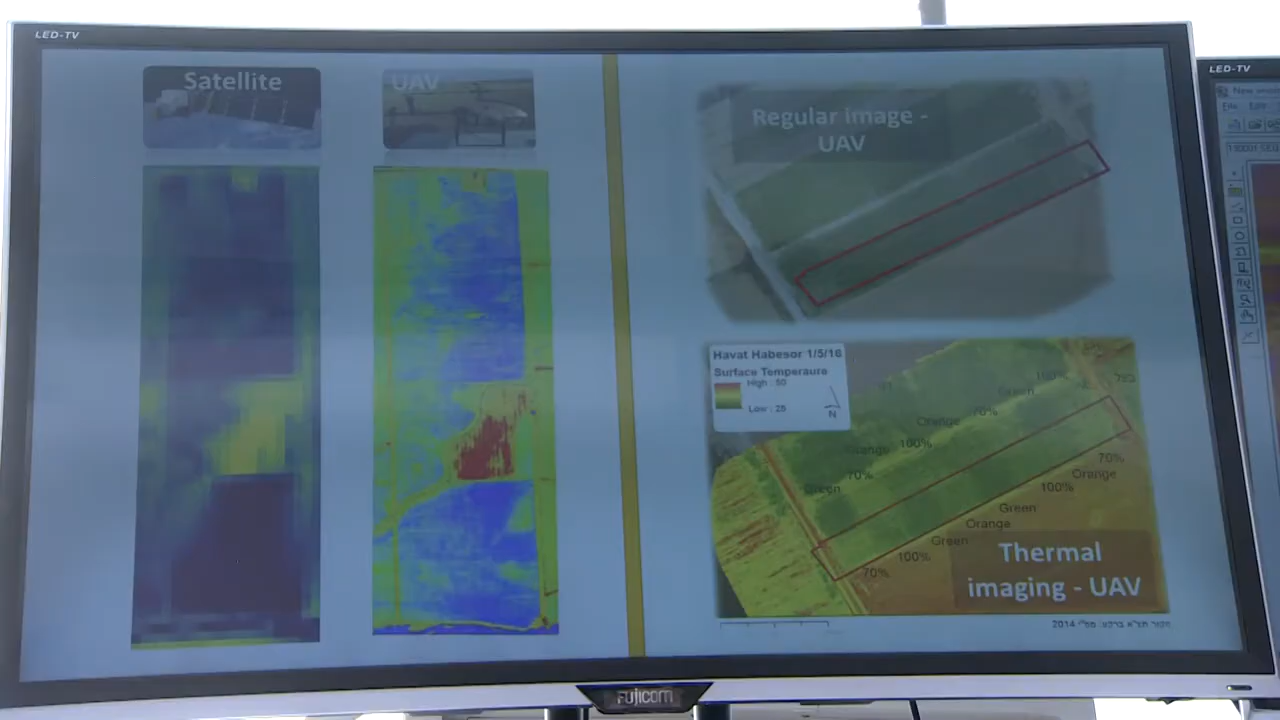 LED-TV
Satellite
UAV
Regular image -
UAV
Havat Habesor 1/5/16
Surface Temperaure
High : 50
Low : 25
N
100%
Green
70%
Orange
100%
Orange
70%
Green
70%
Orange
100%
Green
Orange
Green
100%
70%
Thermal
imaging - UAV
2014
FUJICOM
LED-TV
File Edit